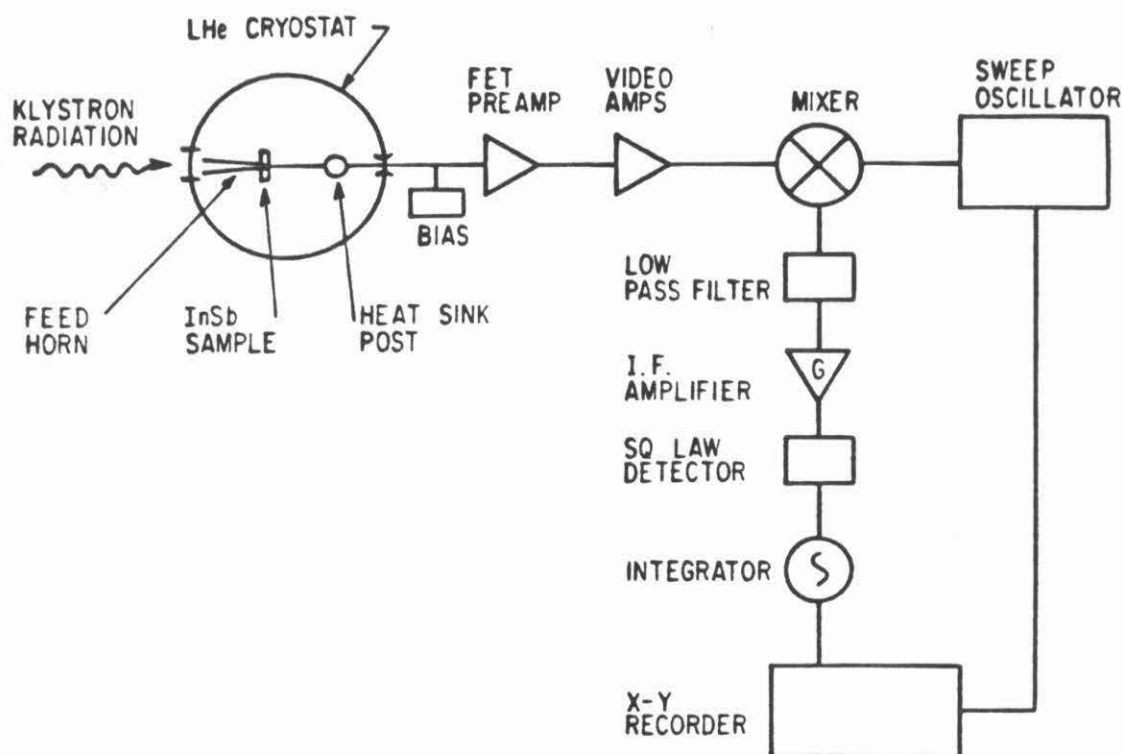 LHe CRYOSTAT
KLYSTRON
RADIATION
FEED
HORN
InSb
SAMPLE
HEAT SINK
POST
BIAS
FET
PREAMP
VIDEO
AMPS
MIXER
SWEEP
OSCILLATOR
LOW
PASS FILTER
I.F.
AMPLIFIER
G
SQ LAW
DETECTOR
INTEGRATOR
X-Y
RECORDER